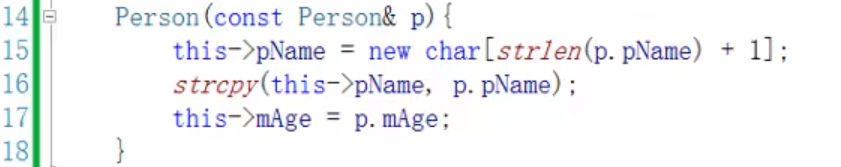 14 Person(const Person& p){
15 this->pName = new char[strlen(p.pName) + 1];
16 strcpy(this->pName, p.pName);
17 this->mAge = p.mAge;
18 }